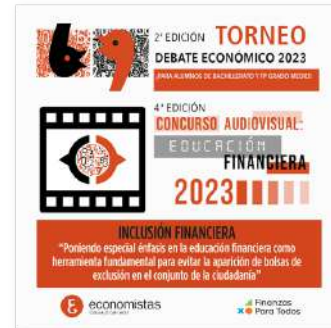 2ª EDICIÓN TORNEO
DEBATE ECONÓMICO 2023
¡PARA ALUMNOS DE BACHILLERATO Y FP GRADO MEDIO!
4ª EDICIÓN
CONCURSO AUDIOVISUAL:
EDUCACIÓN
FINANCIERA
2023
INCLUSIÓN FINANCIERA
"Poniendo especial énfasis en la educación financiera como
herramienta fundamental para evitar la aparición de bolsas de
exclusión en el conjunto de la ciudadanía"
economistas
Finanzas
Para Todos